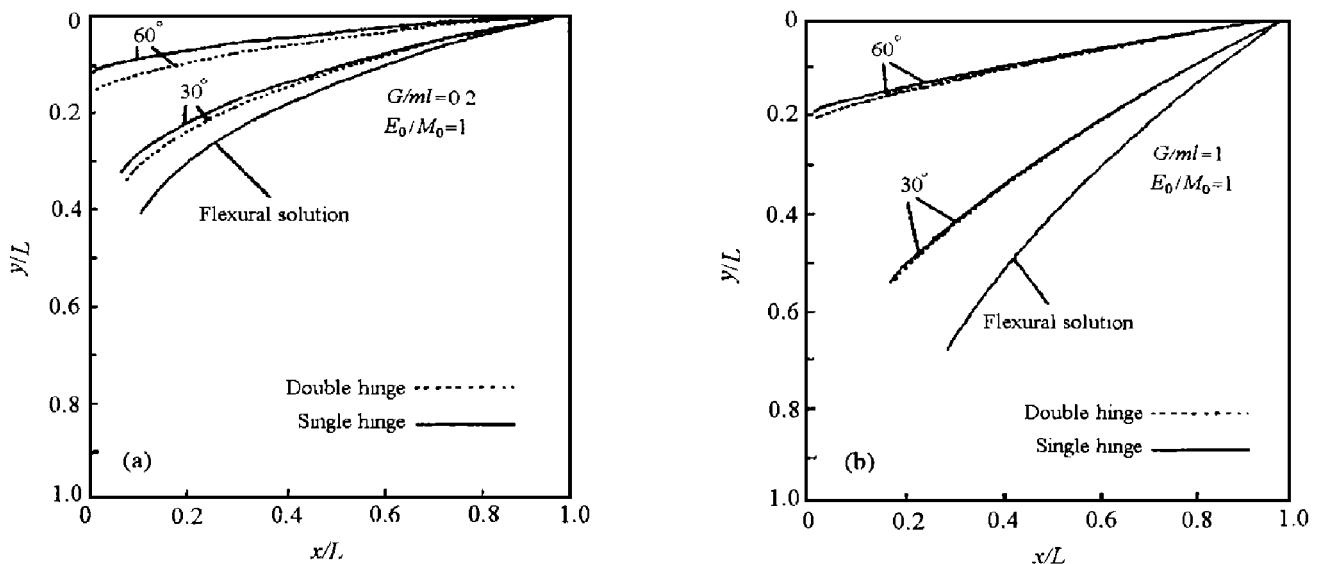 0
0.2
0.4
0.6
0.8
1.0
y/L
60°
30°
G/ml=0 2
E₀/M₀=1
Flexural solution
Double hinge
Single hinge
(a)
0
0.2
0.4
0.6
0.8
1.0
x/L
0
0.2
0.4
0.6
0.8
1.0
y/L
60°
30°
G/ml=1
E₀/M₀=1
Flexural solution
Double hinge
Single hinge
(b)
0
0.2
0.4
0.6
0.8
1.0
x/L